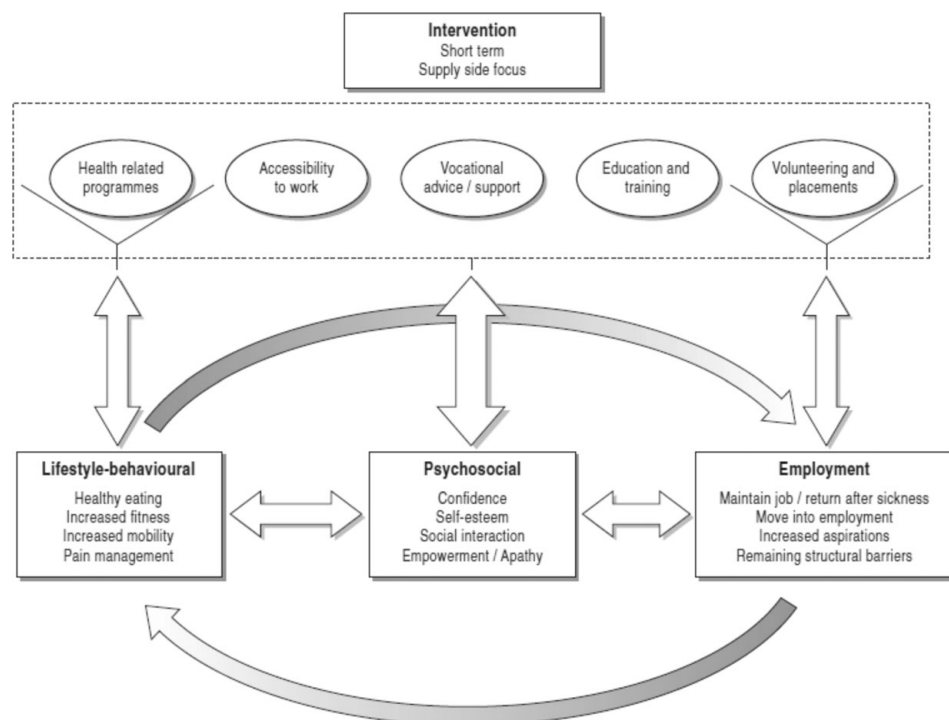 Intervention
Short term
Supply side focus
Health related
programmes
Accessibility
to work
Vocational
advice / support
Education and
training
Volunteering and
placements
Lifestyle-behavioural
Healthy eating
Increased fitness
Increased mobility
Pain management
Psychosocial
Confidence
Self-esteem
Social interaction
Empowerment / Apathy
Employment
Maintain job / return after sickness
Move into employment
Increased aspirations
Remaining structural barriers